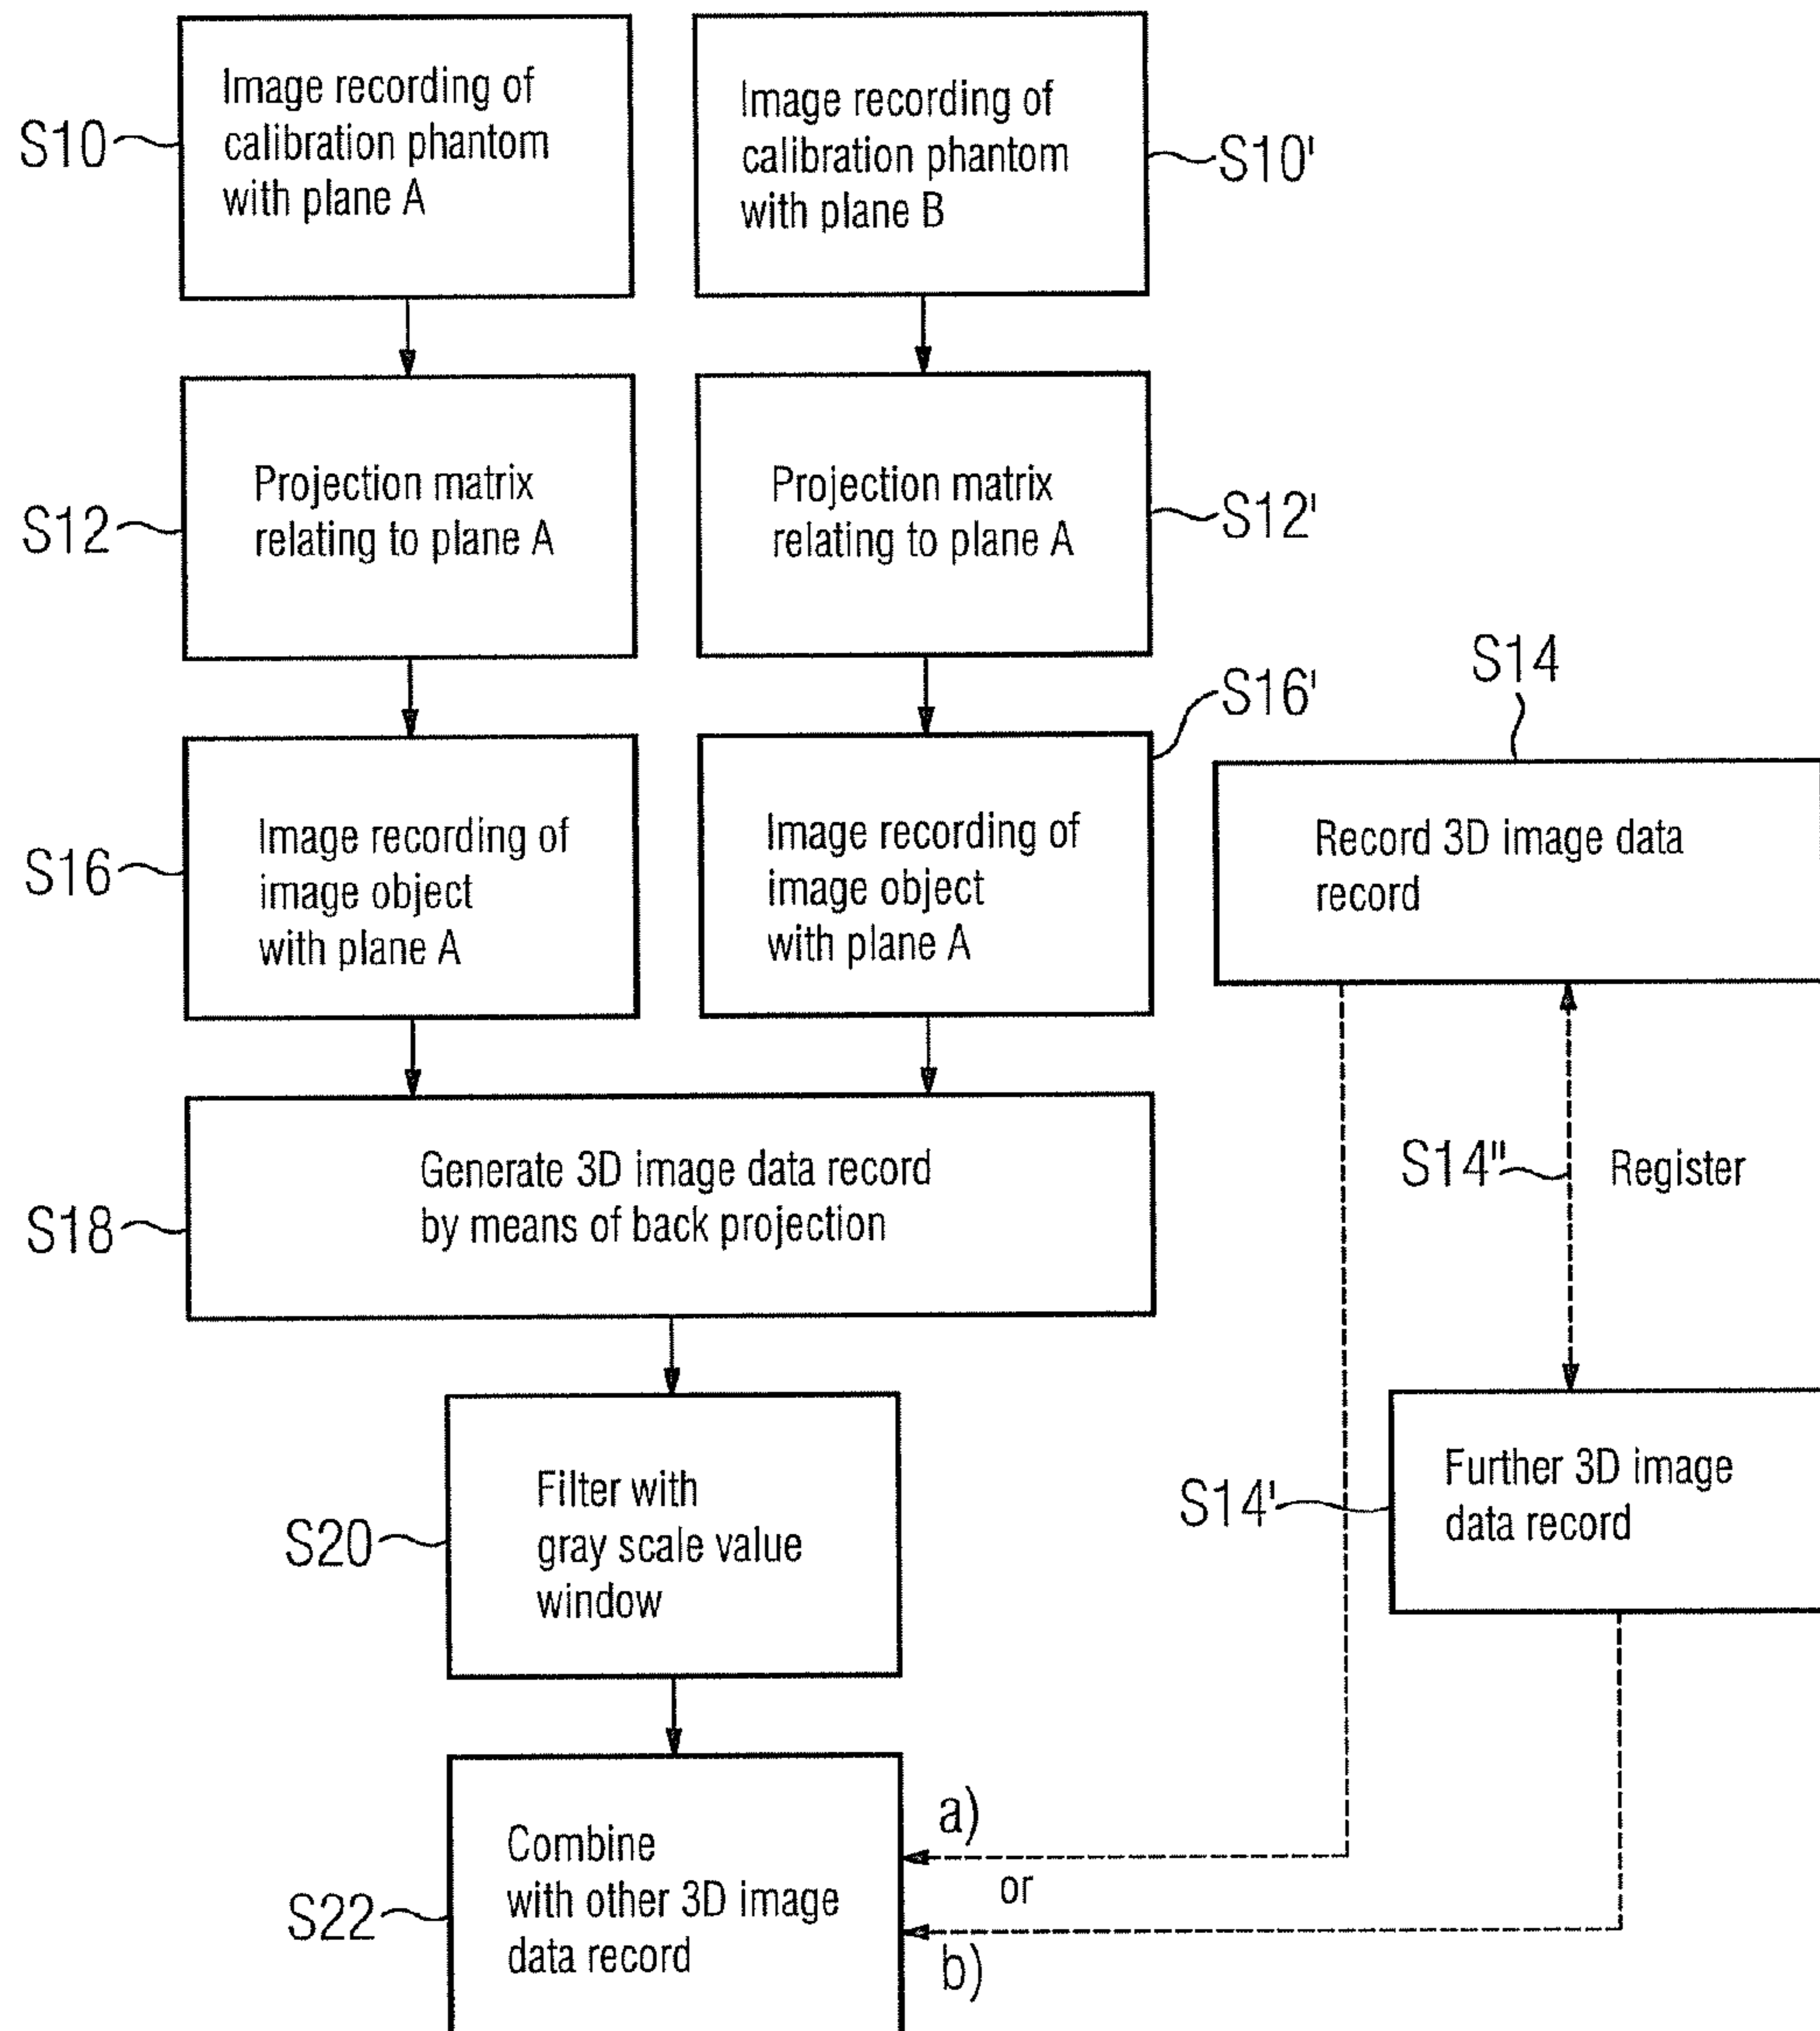 Image recording of
calibration phantom
with plane A
S10
Image recording of
calibration phantom
with plane B
S10'
Projection matrix
relating to plane A
S12
Projection matrix
relating to plane A
S12'
Image recording of
image object
with plane A
S16
Image recording of
image object
with plane A
S16'
S14
Record 3D image data
record
Generate 3D image data record
by means of back projection
S18
S14"
Register
Filter with
gray scale value
window
S20
Further 3D image
data record
S14'
Combine
with other 3D image
data record
S22
a)
or
b)